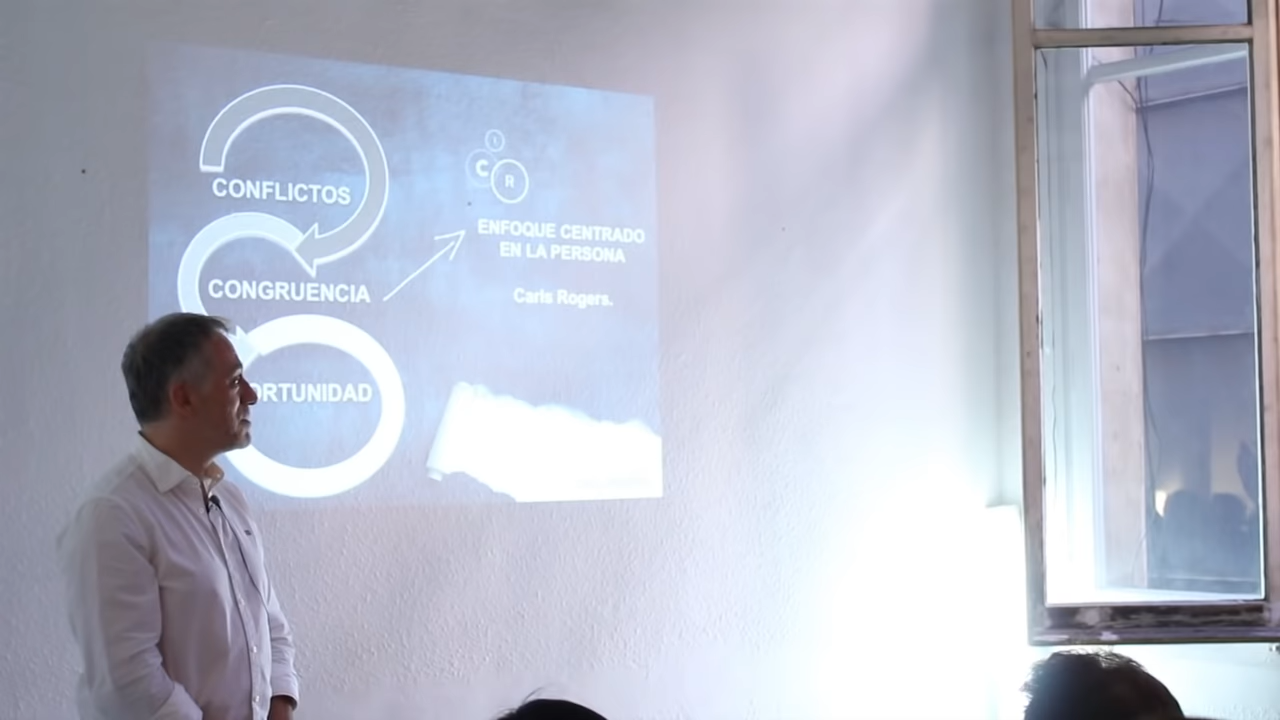 CONFLICTOS
CONGRUENCIA
ORTUNIDAD
I
C
R
ENFOQUE CENTRADO
EN LA PERSONA
Carls Rogers.